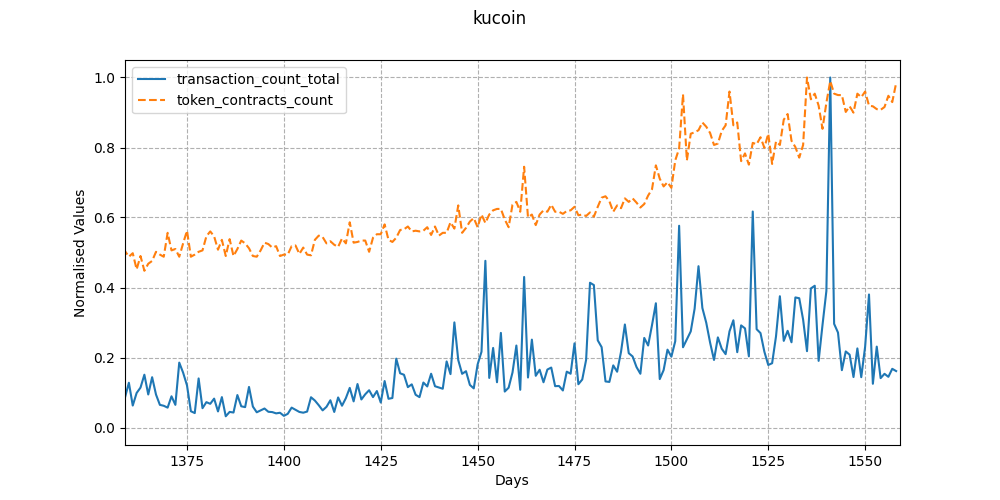 kucoin
transaction_count_total
token_contracts_count
Normalised Values
1.0
0.8
0.6
0.4
0.2
0.0
1375 1400 1425 1450 1475 1500 1525 1550
Days